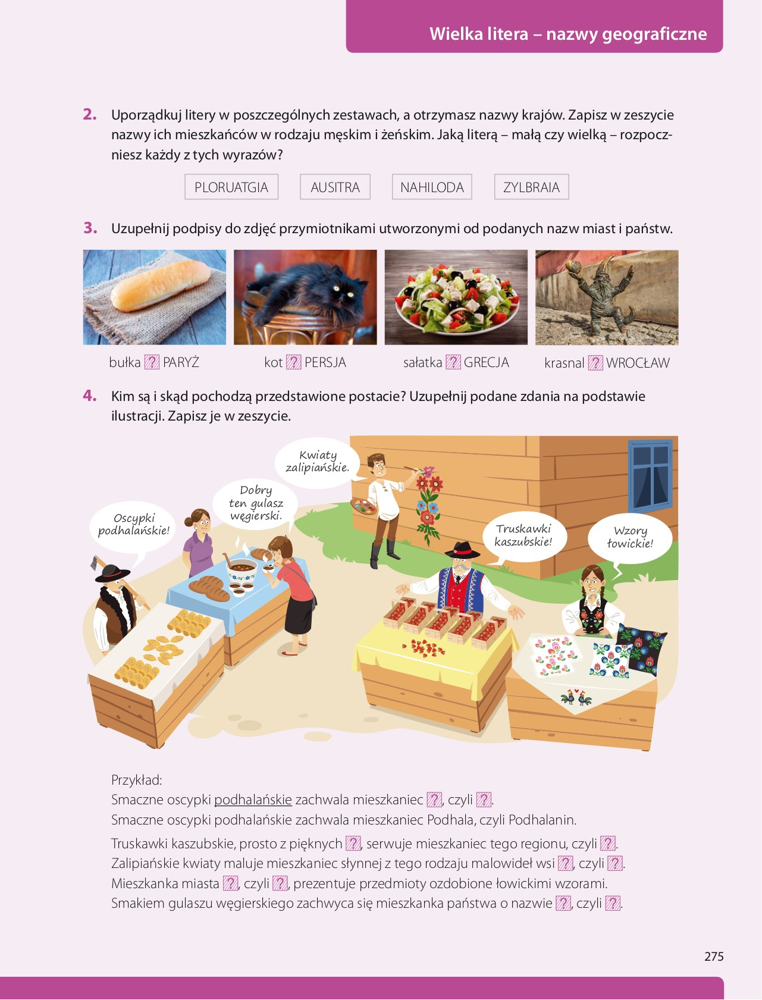 Wielka litera – nazwy geograficzne
2. Uporządkuj litery w poszczególnych zestawach, a otrzymasz nazwy krajów. Zapisz w zeszycie
nazwy ich mieszkańców w rodzaju męskim i żeńskim. Jaką literą – małą czy wielką – rozpocz-
niesz każdy z tych wyrazów?
PLORUATGIA AUSITRA NAHILODA ZYLBRAIA
3. Uzupełnij podpisy do zdjęć przymiotnikami utworzonymi od podanych nazw miast i państw.
bułka ? PARYŻ kot ? PERSJA sałatka ? GRECJA krasnal ? WROCŁAW
4. Kim są i skąd pochodzą przedstawione postacie? Uzupełnij podane zdania na podstawie
ilustracji. Zapisz je w zeszycie.
Kwiaty
zalipiańskie.
Dobry
ten gulasz
węgierski.
Oscypki
podhalańskie!
Truskawki
kaszubskie!
Wzory
łowickie!
Przykład:
Smaczne oscypki podhalańskie zachwala mieszkaniec ?, czyli ?.
Smaczne oscypki podhalańskie zachwala mieszkaniec Podhala, czyli Podhalanin.
Truskawki kaszubskie, prosto z pięknych ?, serwuje mieszkaniec tego regionu, czyli ?.
Zalipiańskie kwiaty maluje mieszkaniec słynnej z tego rodzaju malowideł wsi ?, czyli ?.
Mieszkanka miasta ?, czyli ?, prezentuje przedmioty ozdobione łowickimi wzorami.
Smakiem gulaszu węgierskiego zachwyca się mieszkanka państwa o nazwie ?, czyli ?.
275